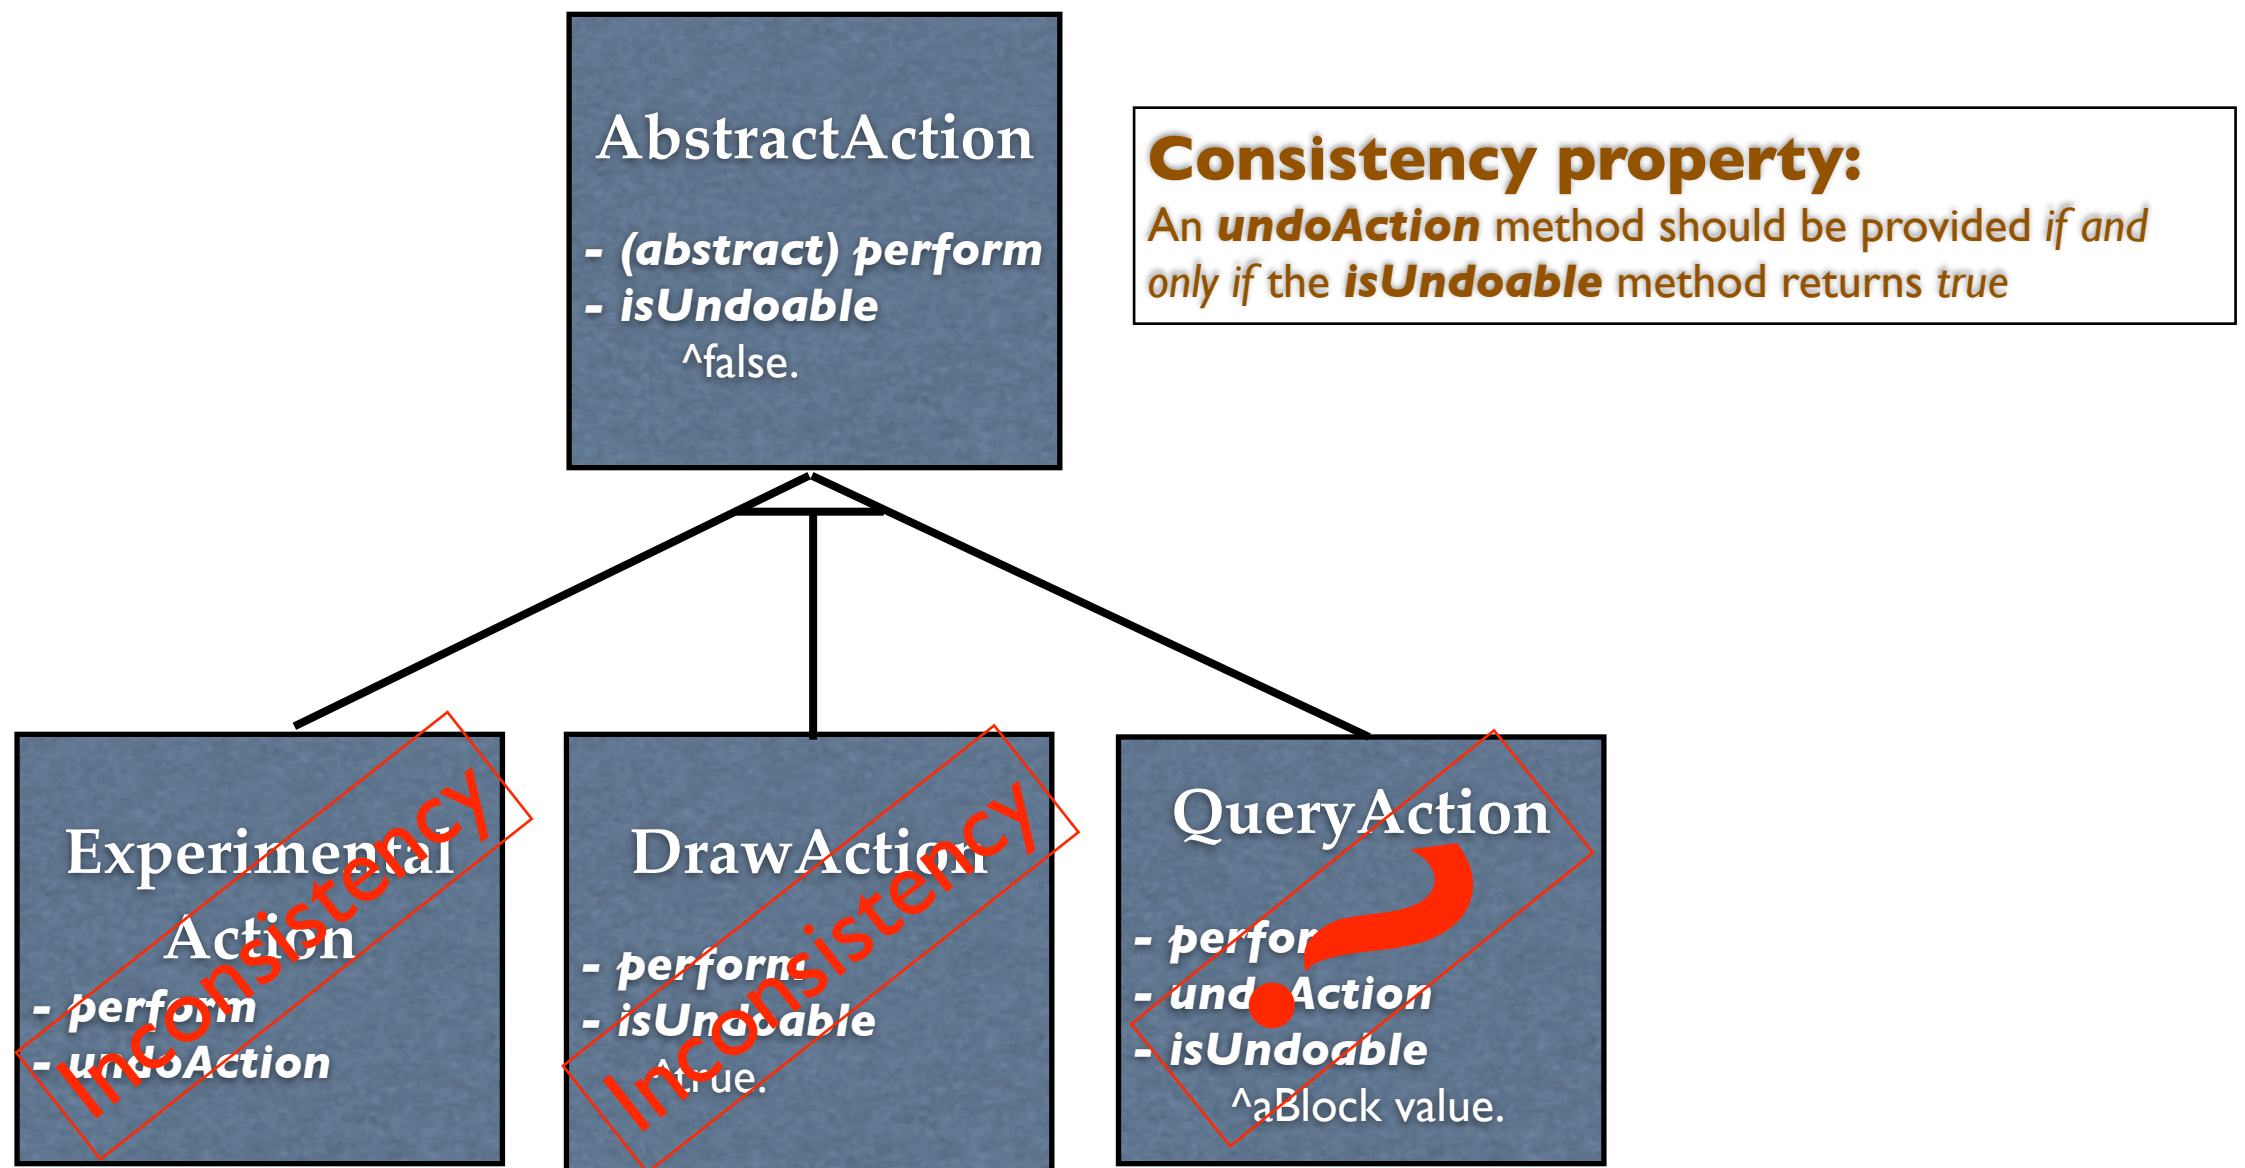 AbstractAction
- (abstract) perform
- isUndoable
^false.
Consistency property:
An undoAction method should be provided if and
only if the isUndoable method returns true
Experimental
Action
- perform
- undoAction
Inconsistency
DrawAction
- perform
- isUndoable
^true.
Inconsistency
QueryAction
- perform
- undoAction
- isUndoable
^aBlock value.
?